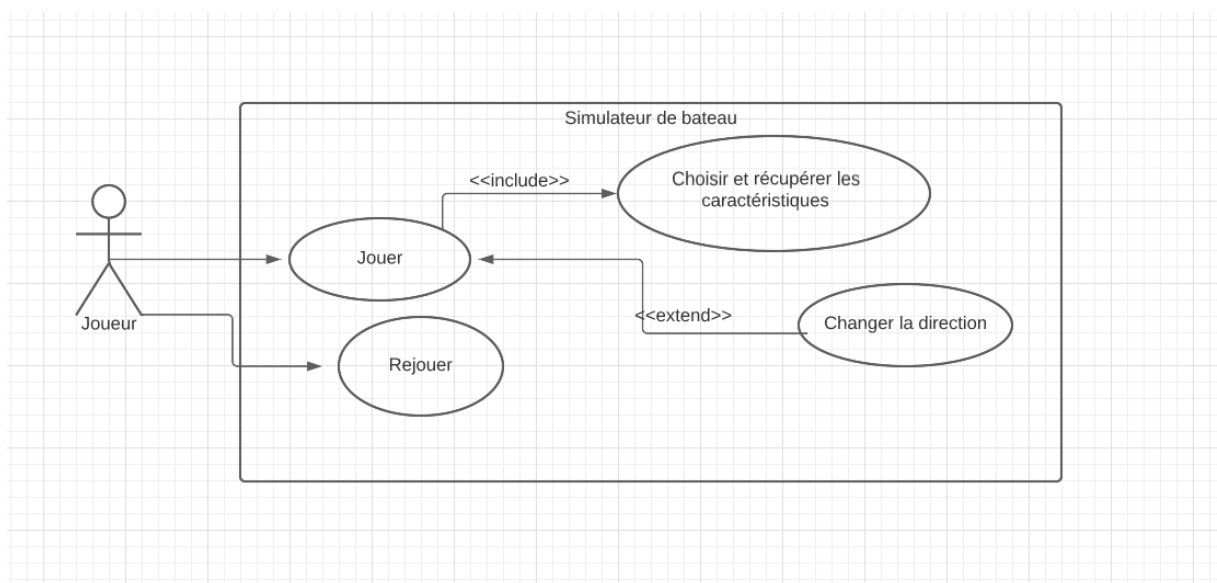 Simulateur de bateau
<<include>>
Choisir et récupérer les
caractéristiques
Jouer
<<extend>>
Changer la direction
Joueur
Rejouer